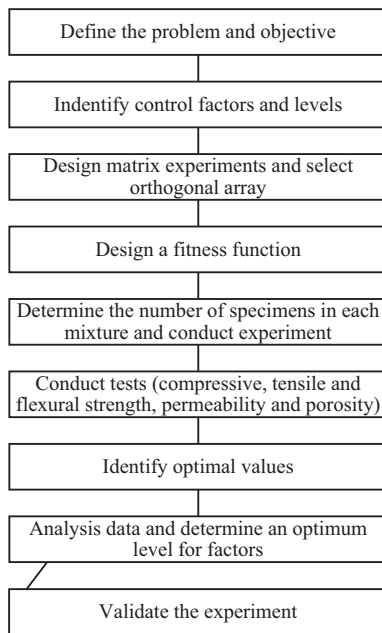 Define the problem and objective
Indentify control factors and levels
Design matrix experiments and select
orthogonal array
Design a fitness function
Determine the number of specimens in each
mixture and conduct experiment
Conduct tests (compressive, tensile and
flexural strength, permeability and porosity)
Identify optimal values
Analysis data and determine an optimum
level for factors
Validate the experiment